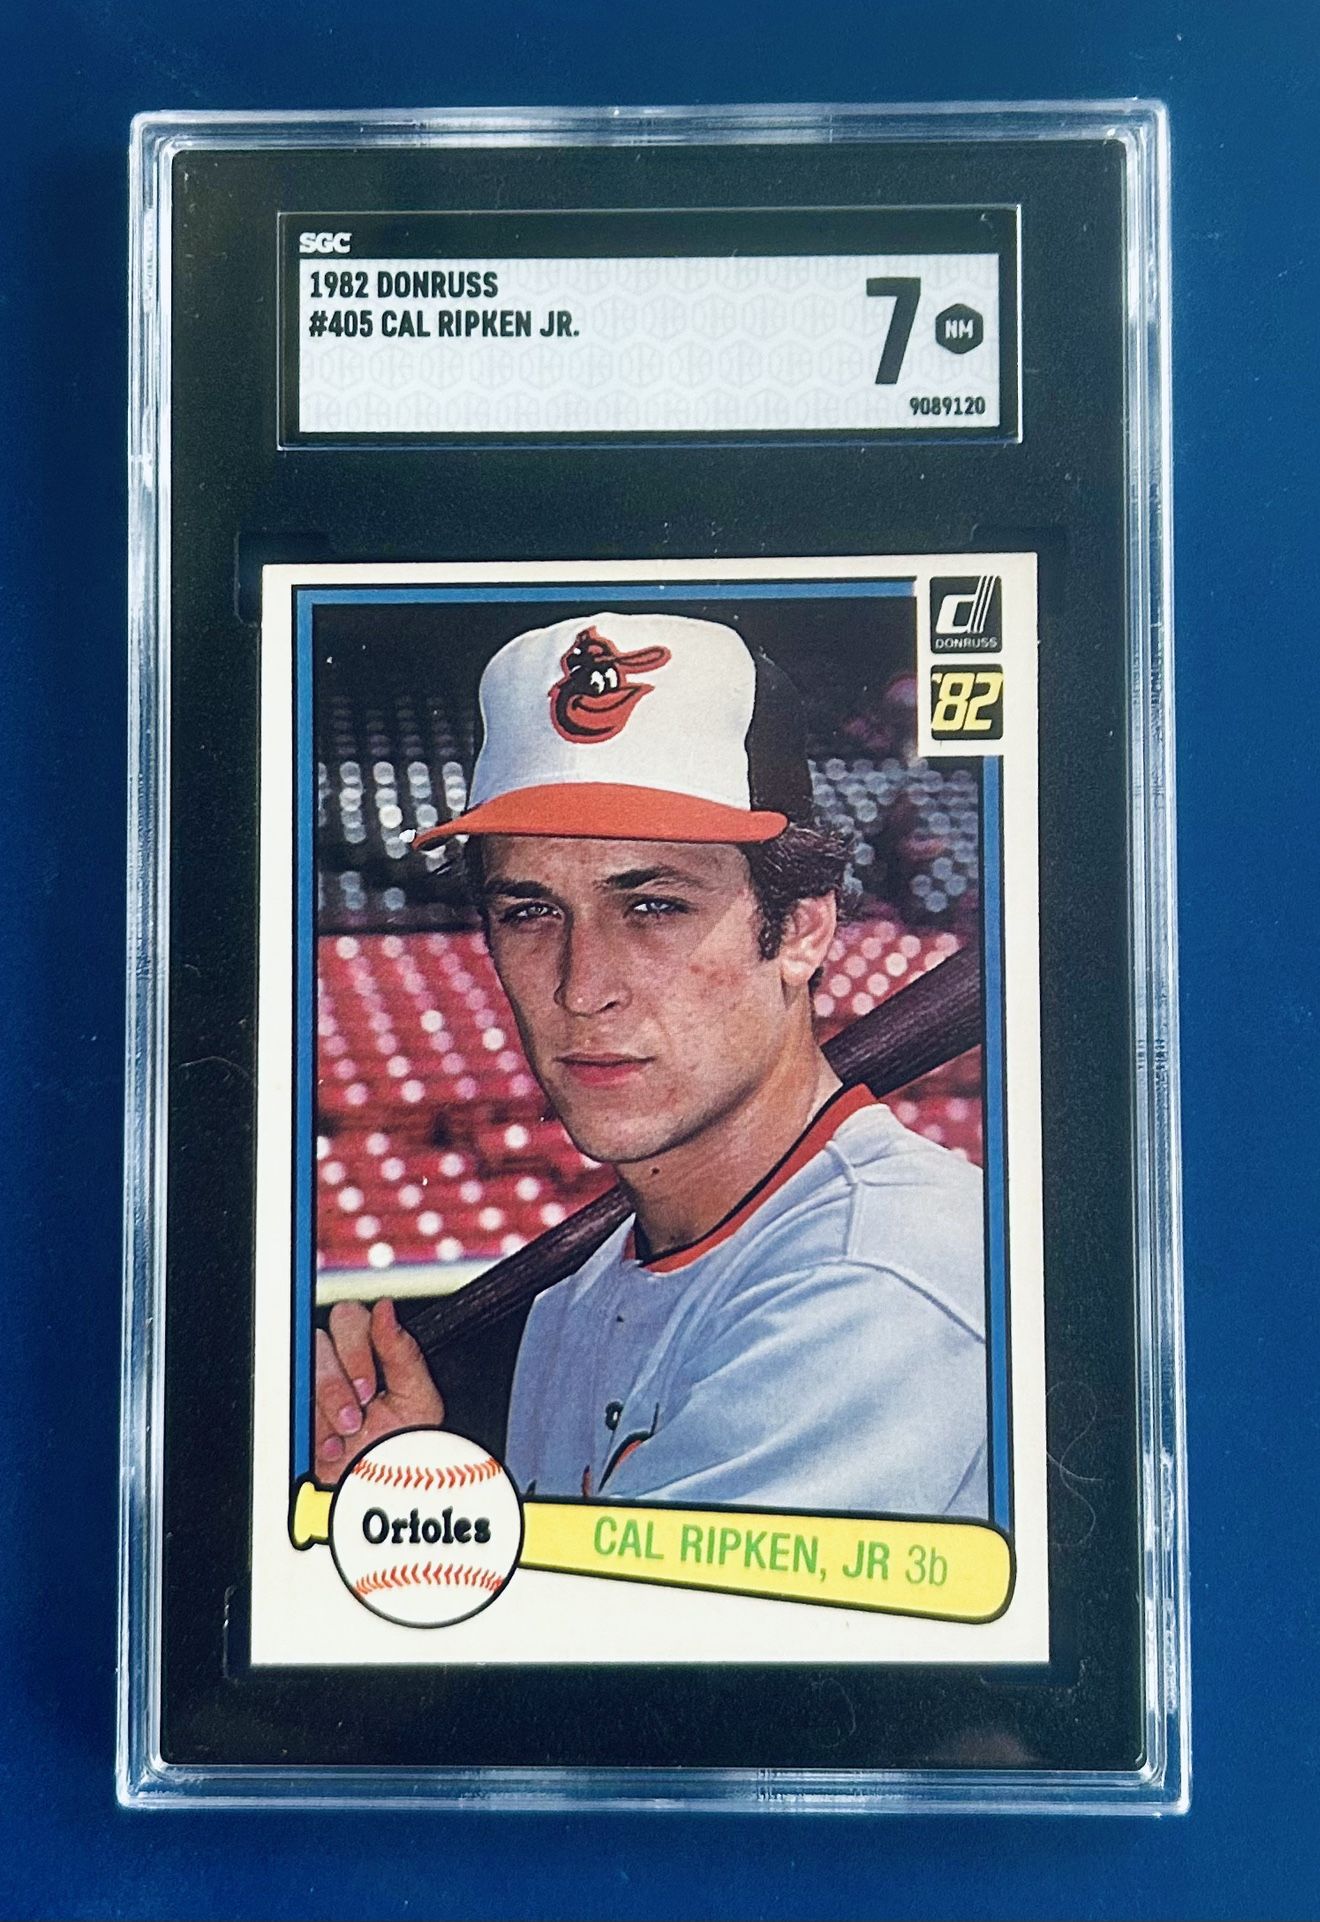 SGC
1982 DONRUSS
#405 CAL RIPKEN JR.
7 NM
9089120
d
DONRUSS
'82
Orioles
CAL RIPKEN, JR 3b